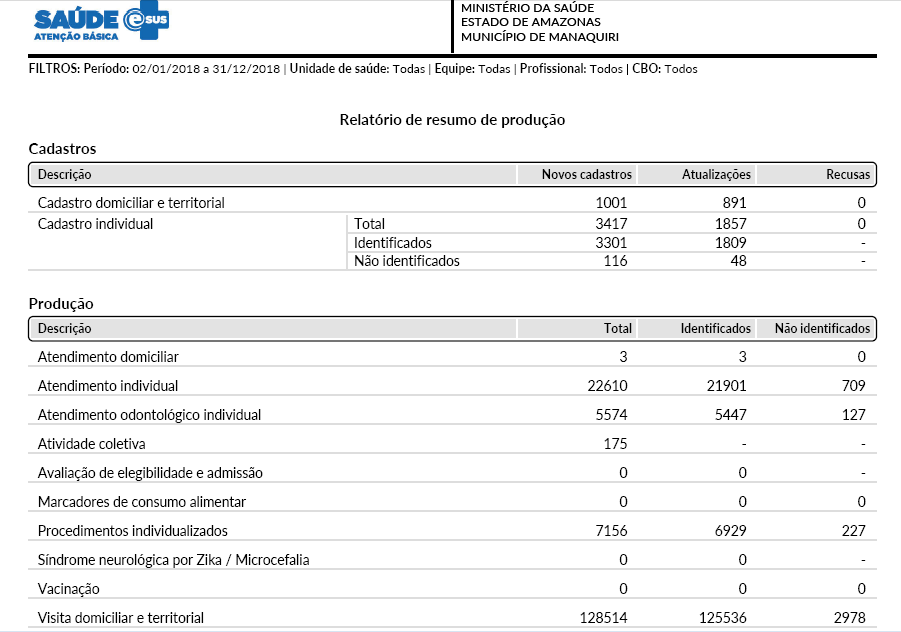 SAÚDE e SUS
ATENÇÃO BÁSICA
MINISTÉRIO DA SAÚDE
ESTADO DE AMAZONAS
MUNICÍPIO DE MANAQUIRI
FILTROS: Período: 02/01/2018 a 31/12/2018 | Unidade de saúde: Todas | Equipe: Todas | Profissional: Todos | CBO: Todos
Relatório de resumo de produção
Cadastros
Descrição Novos cadastros Atualizações Recusas
Cadastro domiciliar e territorial 1001 891 0
Cadastro individual Total 3417 1857 0
Identificados 3301 1809 -
Não identificados 116 48 -
Produção
Descrição Total Identificados Não identificados
Atendimento domiciliar 3 3 0
Atendimento individual 22610 21901 709
Atendimento odontológico individual 5574 5447 127
Atividade coletiva 175 - -
Avaliação de elegibilidade e admissão 0 0 -
Marcadores de consumo alimentar 0 0 0
Procedimentos individualizados 7156 6929 227
Síndrome neurológica por Zika / Microcefalia 0 0 -
Vacinação 0 0 0
Visita domiciliar e territorial 128514 125536 2978